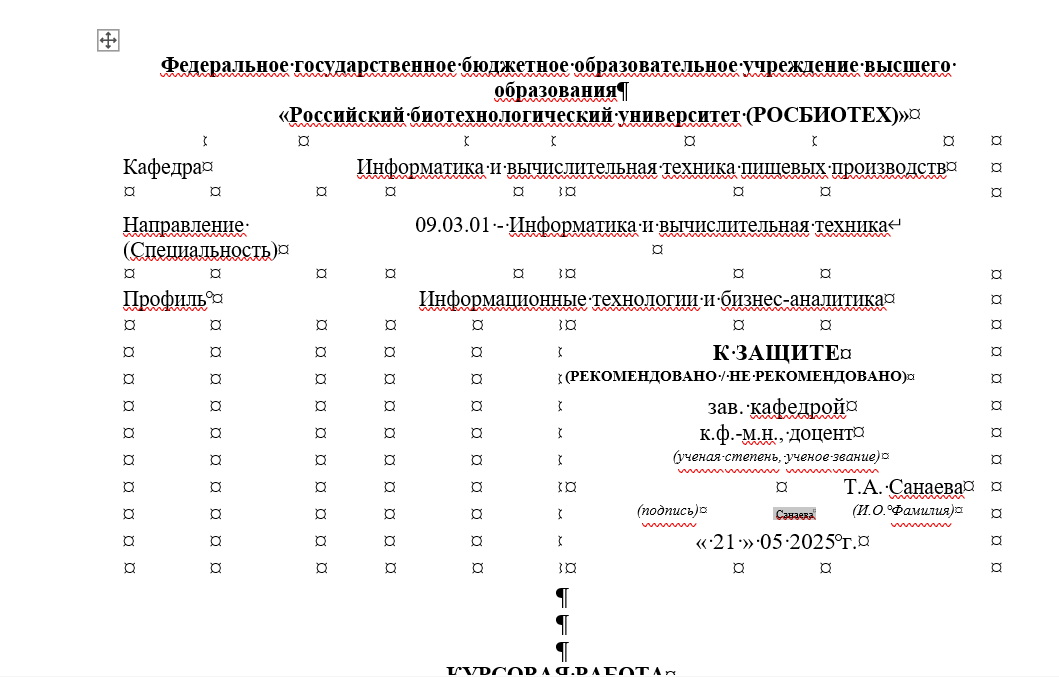 Федеральное государственное бюджетное образовательное учреждение высшего
образования
«Российский биотехнологический университет (РОСБИОТЕХ)»
Кафедра Информатика и вычислительная техника пищевых производств
Направление 09.03.01 - Информатика и вычислительная техника
(Специальность)
Профиль Информационные технологии и бизнес-аналитика
К ЗАЩИТЕ
(РЕКОМЕНДОВАНО / НЕ РЕКОМЕНДОВАНО)
зав. кафедрой
к.ф.-м.н., доцент
(ученая степень, ученое звание)
Т.А. Санаева
(подпись) Санаева (И.О. Фамилия)
« 21 » 05 2025 г.
КУРСОВАЯ РАБОТА